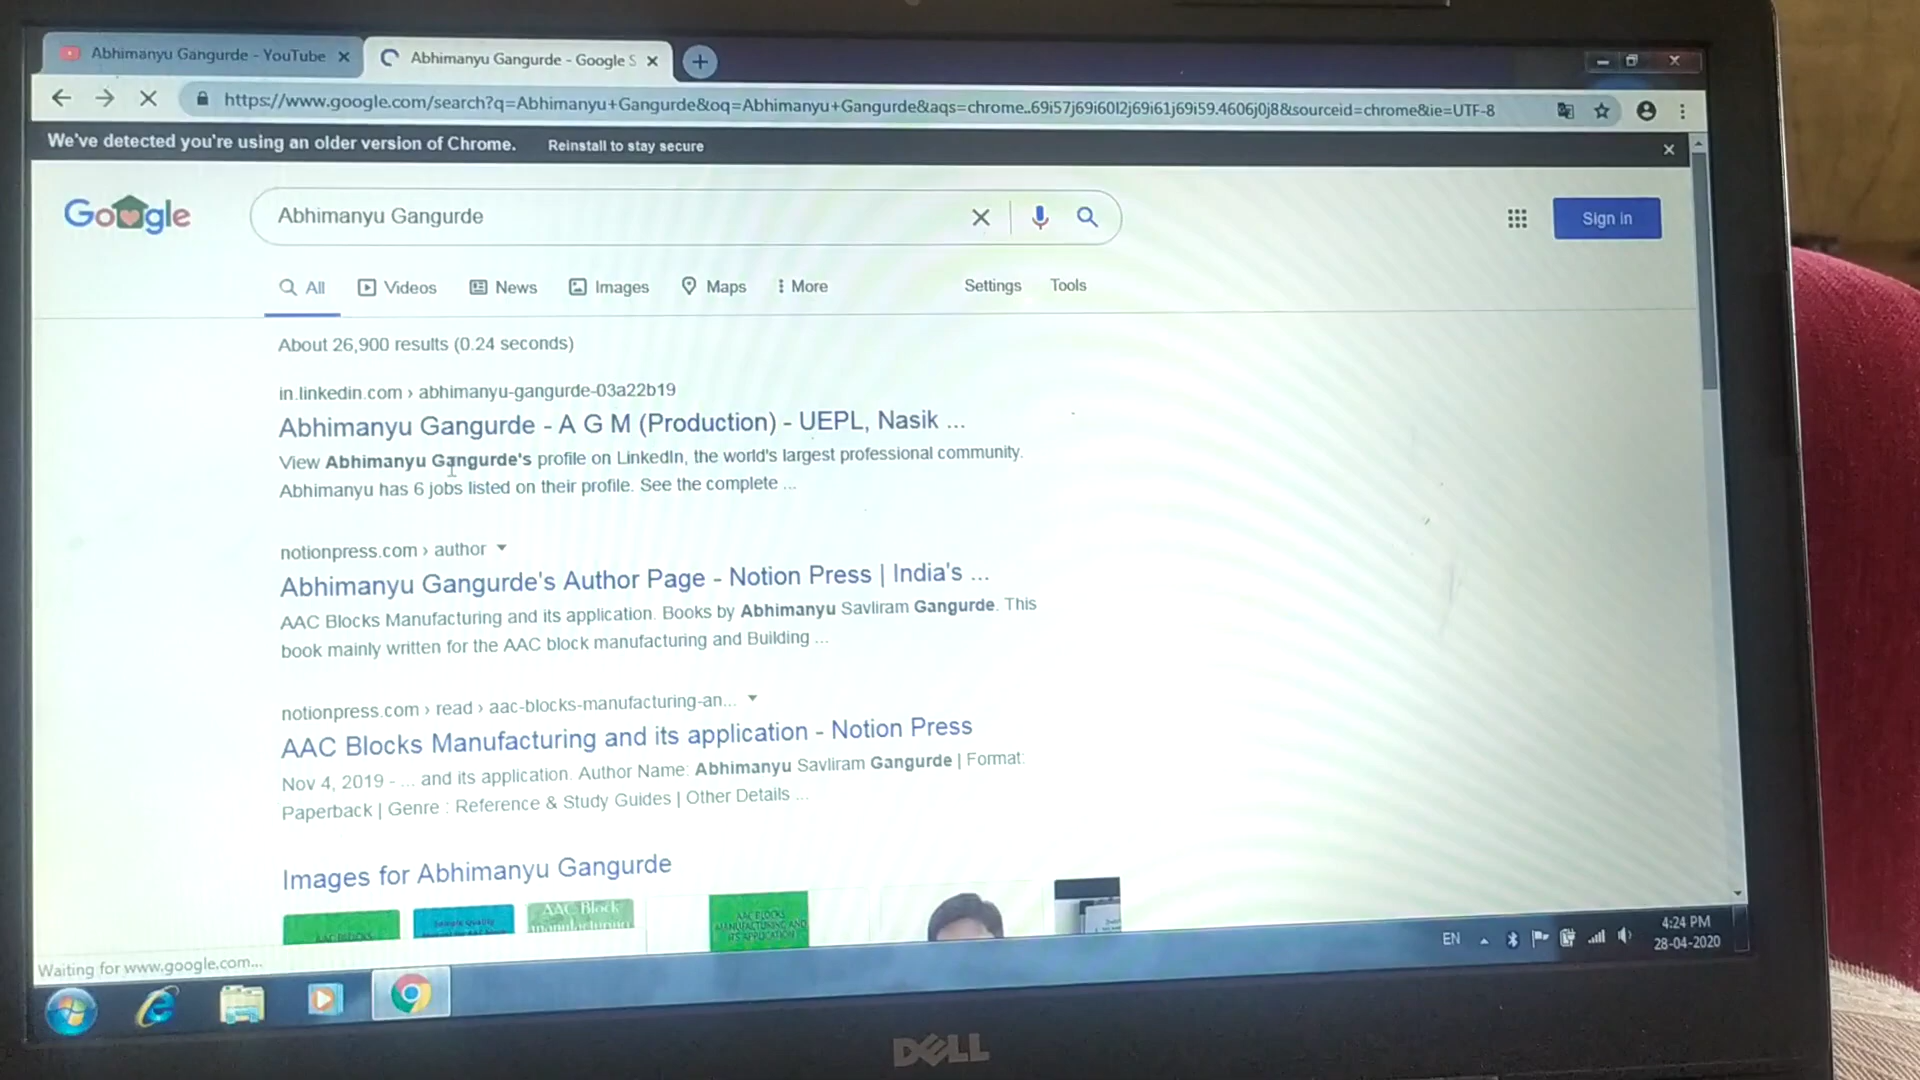 Abhimanyu Gangurde - YouTube
Abhimanyu Gangurde - Google S
https://www.google.com/search?q=Abhimanyu+Gangurde&oq=Abhimanyu+Gangurde&aqs=chrome..69i57j69i60l2j69i61j69i59.4606j0j8&sourceid=chrome&ie=UTF-8
We've detected you're using an older version of Chrome. Reinstall to stay secure
Google
Abhimanyu Gangurde
Sign in
All Videos News Images Maps More Settings Tools
About 26,900 results (0.24 seconds)
in.linkedin.com › abhimanyu-gangurde-03a22b19
Abhimanyu Gangurde - A G M (Production) - UEPL, Nasik ...
View Abhimanyu Gangurde's profile on LinkedIn, the world's largest professional community.
Abhimanyu has 6 jobs listed on their profile. See the complete ...
notionpress.com › author
Abhimanyu Gangurde's Author Page - Notion Press | India's ...
AAC Blocks Manufacturing and its application. Books by Abhimanyu Savliram Gangurde. This
book mainly written for the AAC block manufacturing and Building ...
notionpress.com › read › aac-blocks-manufacturing-an...
AAC Blocks Manufacturing and its application - Notion Press
Nov 4, 2019 - ... and its application. Author Name: Abhimanyu Savliram Gangurde | Format:
Paperback | Genre : Reference & Study Guides | Other Details ...
Images for Abhimanyu Gangurde
AAC BLOCKS
AAC Block
manufacturing
AAC BLOCKS
MANUFACTURING AND
ITS APPLICATION
Waiting for www.google.com...
EN
4:24 PM
28-04-2020
DELL